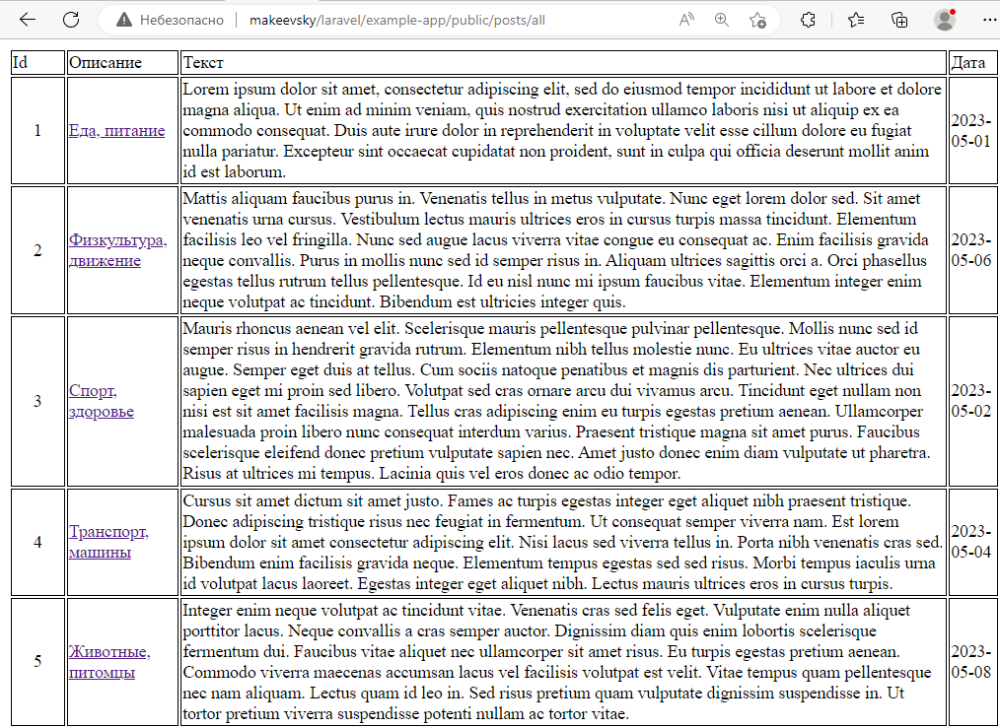 Небезопасно makeevsky/laravel/example-app/public/posts/all
Id Описание Текст Дата
1
Еда, питание
Lorem ipsum dolor sit amet, consectetur adipiscing elit, sed do eiusmod tempor incididunt ut labore et dolore
magna aliqua. Ut enim ad minim veniam, quis nostrud exercitation ullamco laboris nisi ut aliquip ex ea
commodo consequat. Duis aute irure dolor in reprehenderit in voluptate velit esse cillum dolore eu fugiat
nulla pariatur. Excepteur sint occaecat cupidatat non proident, sunt in culpa qui officia deserunt mollit anim
id est laborum.
2023-
05-01
2
Физкультура,
движение
Mattis aliquam faucibus purus in. Venenatis tellus in metus vulputate. Nunc eget lorem dolor sed. Sit amet
venenatis urna cursus. Vestibulum lectus mauris ultrices eros in cursus turpis massa tincidunt. Elementum
facilisis leo vel fringilla. Nunc sed augue lacus viverra vitae congue eu consequat ac. Enim facilisis gravida
neque convallis. Purus in mollis nunc sed id semper risus in. Aliquam ultrices sagittis orci a. Orci phasellus
egestas tellus rutrum tellus pellentesque. Id eu nisl nunc mi ipsum faucibus vitae. Elementum integer enim
neque volutpat ac tincidunt. Bibendum est ultricies integer quis.
2023-
05-06
3
Спорт,
здоровье
Mauris rhoncus aenean vel elit. Scelerisque mauris pellentesque pulvinar pellentesque. Mollis nunc sed id
semper risus in hendrerit gravida rutrum. Elementum nibh tellus molestie nunc. Eu ultrices vitae auctor eu
augue. Semper eget duis at tellus. Cum sociis natoque penatibus et magnis dis parturient. Nec ultrices dui
sapien eget mi proin sed libero. Volutpat sed cras ornare arcu dui vivamus arcu. Tincidunt eget nullam non
nisi est sit amet facilisis magna. Tellus cras adipiscing enim eu turpis egestas pretium aenean. Ullamcorper
malesuada proin libero nunc consequat interdum varius. Praesent tristique magna sit amet purus. Faucibus
scelerisque eleifend donec pretium vulputate sapien nec. Amet justo donec enim diam vulputate ut pharetra.
Risus at ultrices mi tempus. Lacinia quis vel eros donec ac odio tempor.
2023-
05-02
4
Транспорт,
машины
Cursus sit amet dictum sit amet justo. Fames ac turpis egestas integer eget aliquet nibh praesent tristique.
Donec adipiscing tristique risus nec feugiat in fermentum. Ut consequat semper viverra nam. Est lorem
ipsum dolor sit amet consectetur adipiscing elit. Nisi lacus sed viverra tellus in. Porta nibh venenatis cras sed.
Bibendum enim facilisis gravida neque. Elementum tempus egestas sed sed risus. Morbi tempus iaculis urna
id volutpat lacus laoreet. Egestas integer eget aliquet nibh. Lectus mauris ultrices eros in cursus turpis.
2023-
05-04
5
Животные,
питомцы
Integer enim neque volutpat ac tincidunt vitae. Venenatis cras sed felis eget. Vulputate enim nulla aliquet
porttitor lacus. Neque convallis a cras semper auctor. Dignissim diam quis enim lobortis scelerisque
fermentum dui. Faucibus vitae aliquet nec ullamcorper sit amet risus. Eu turpis egestas pretium aenean.
Commodo viverra maecenas accumsan lacus vel facilisis volutpat est velit. Vitae tempus quam pellentesque
nec nam aliquam. Lectus quam id leo in. Sed risus pretium quam vulputate dignissim suspendisse in. Ut
tortor pretium viverra suspendisse potenti nullam ac tortor vitae.
2023-
05-08